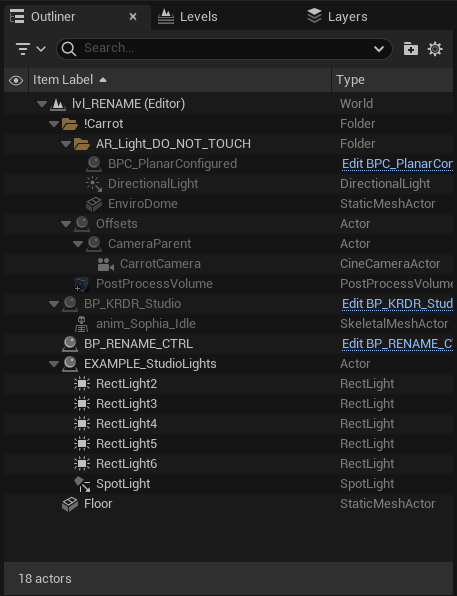 Outliner Levels Layers
Search...
Item Label Type
lvl_RENAME (Editor) World
!Carrot Folder
AR_Light_DO_NOT_TOUCH Folder
BPC_PlanarConfigured Edit BPC_PlanarCon
DirectionalLight DirectionalLight
EnviroDome StaticMeshActor
Offsets Actor
CameraParent Actor
CarrotCamera CineCameraActor
PostProcessVolume PostProcessVolume
BP_KRDR_Studio Edit BP_KRDR_Stud
anim_Sophia_Idle SkeletalMeshActor
BP_RENAME_CTRL Edit BP_RENAME_C
EXAMPLE_StudioLights Actor
RectLight2 RectLight
RectLight3 RectLight
RectLight4 RectLight
RectLight5 RectLight
RectLight6 RectLight
SpotLight SpotLight
Floor StaticMeshActor
18 actors